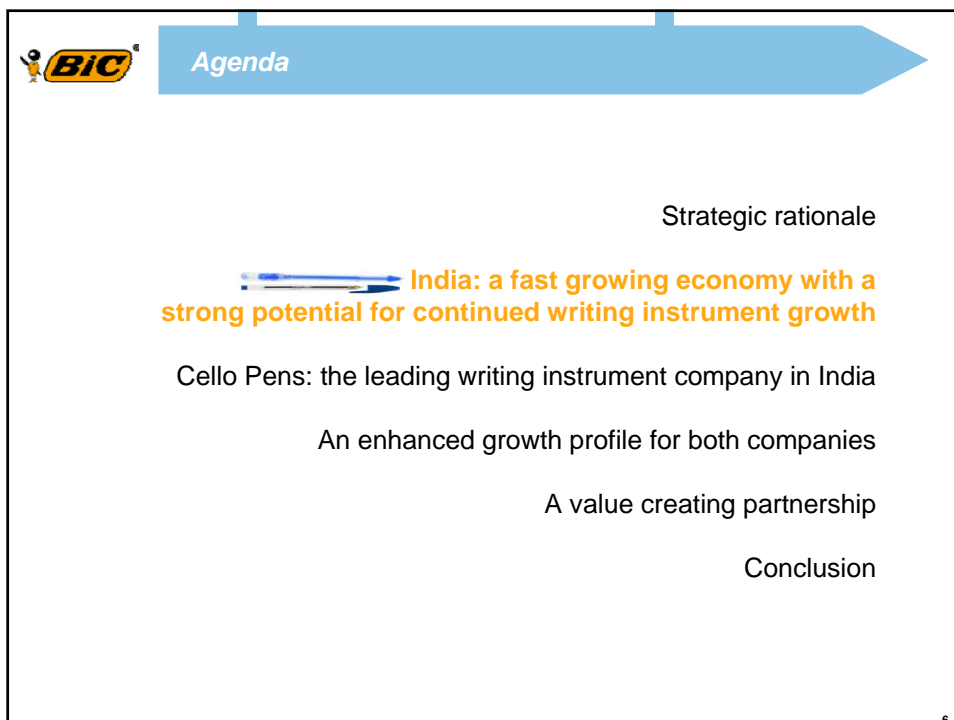 BiC®
Agenda
Strategic rationale
India: a fast growing economy with a
strong potential for continued writing instrument growth
Cello Pens: the leading writing instrument company in India
An enhanced growth profile for both companies
A value creating partnership
Conclusion
6